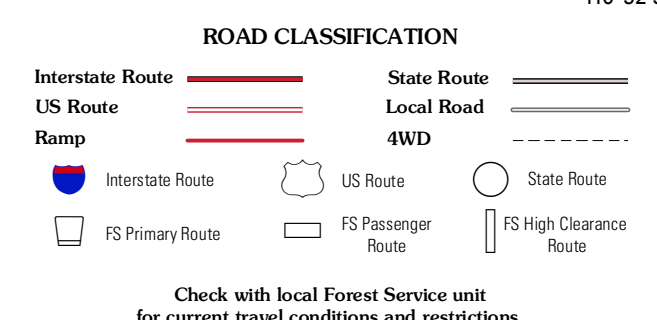 ROAD CLASSIFICATION
Interstate Route
State Route
US Route
Local Road
Ramp
4WD
Interstate Route
US Route
State Route
FS Primary Route
FS Passenger
Route
FS High Clearance
Route
Check with local Forest Service unit
for current travel conditions and restrictions